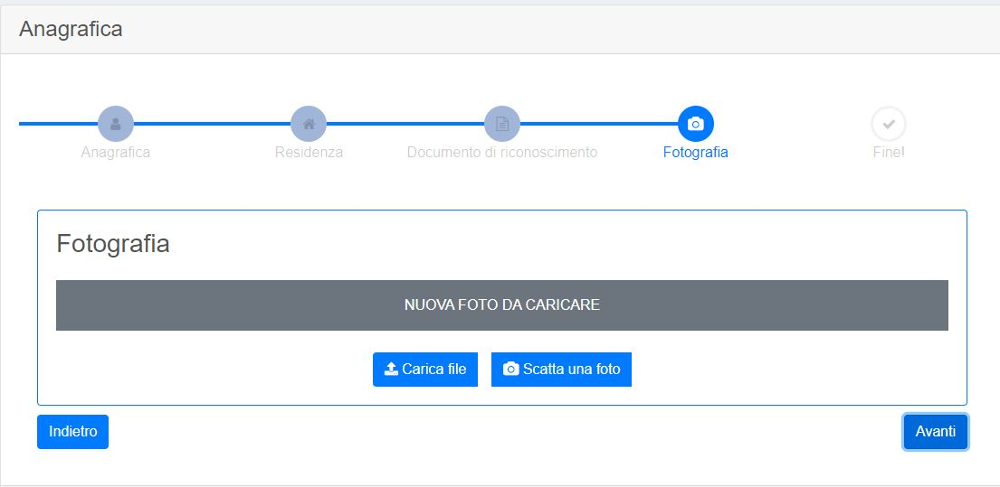 Anagrafica
Anagrafica
Residenza
Documento di riconoscimento
Fotografia
Fine!
Fotografia
NUOVA FOTO DA CARICARE
Carica file
Scatta una foto
Indietro
Avanti